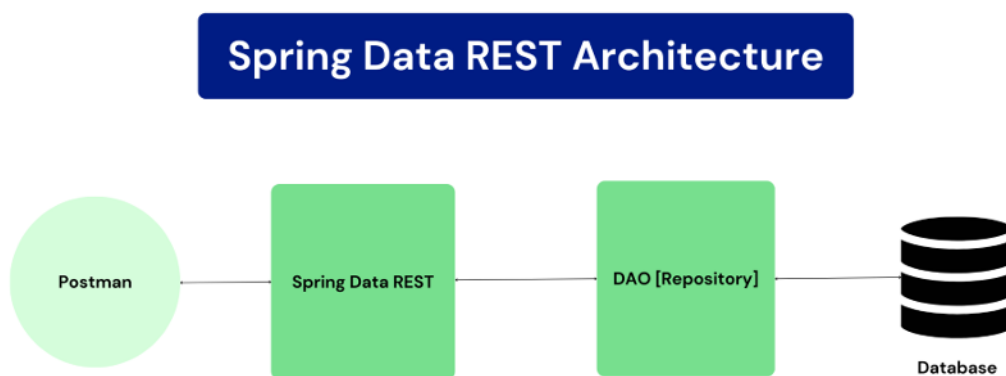 Spring Data REST Architecture
Postman
Spring Data REST
DAO [Repository]
Database